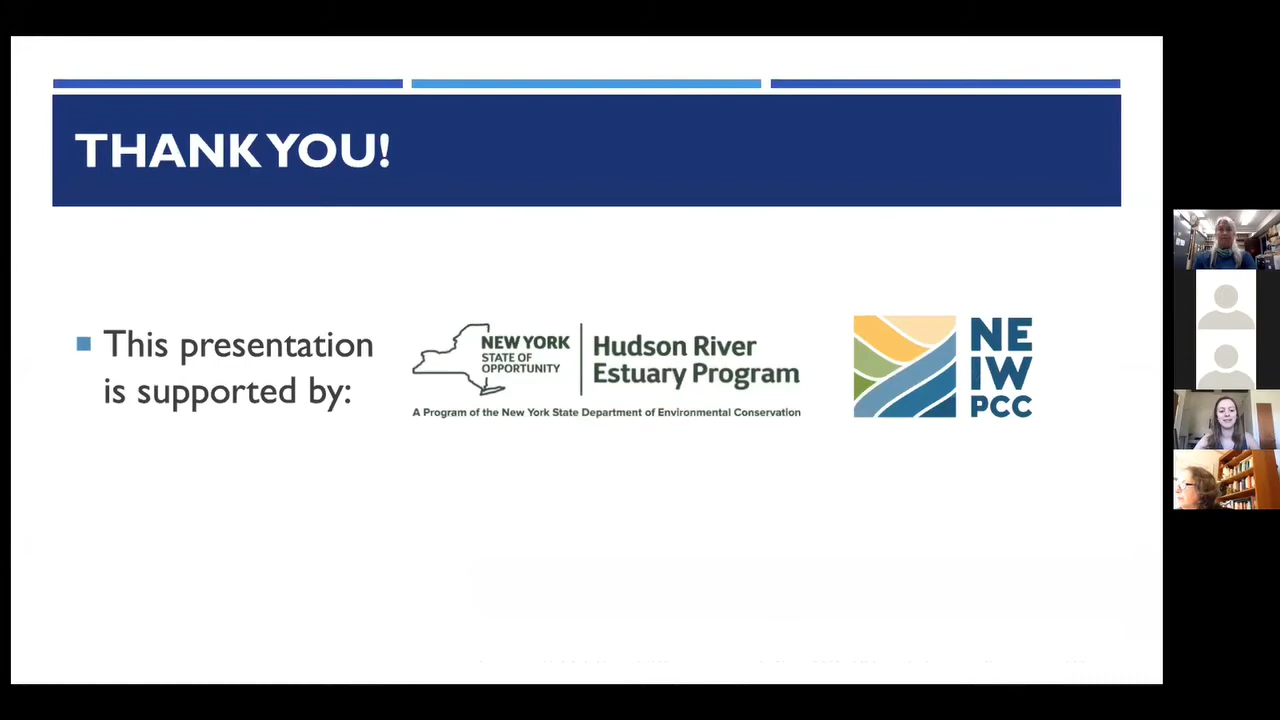 THANK YOU!
This presentation
is supported by:
NEW YORK
STATE OF
OPPORTUNITY
Hudson River
Estuary Program
A Program of the New York State Department of Environmental Conservation
NE
IW
PCC